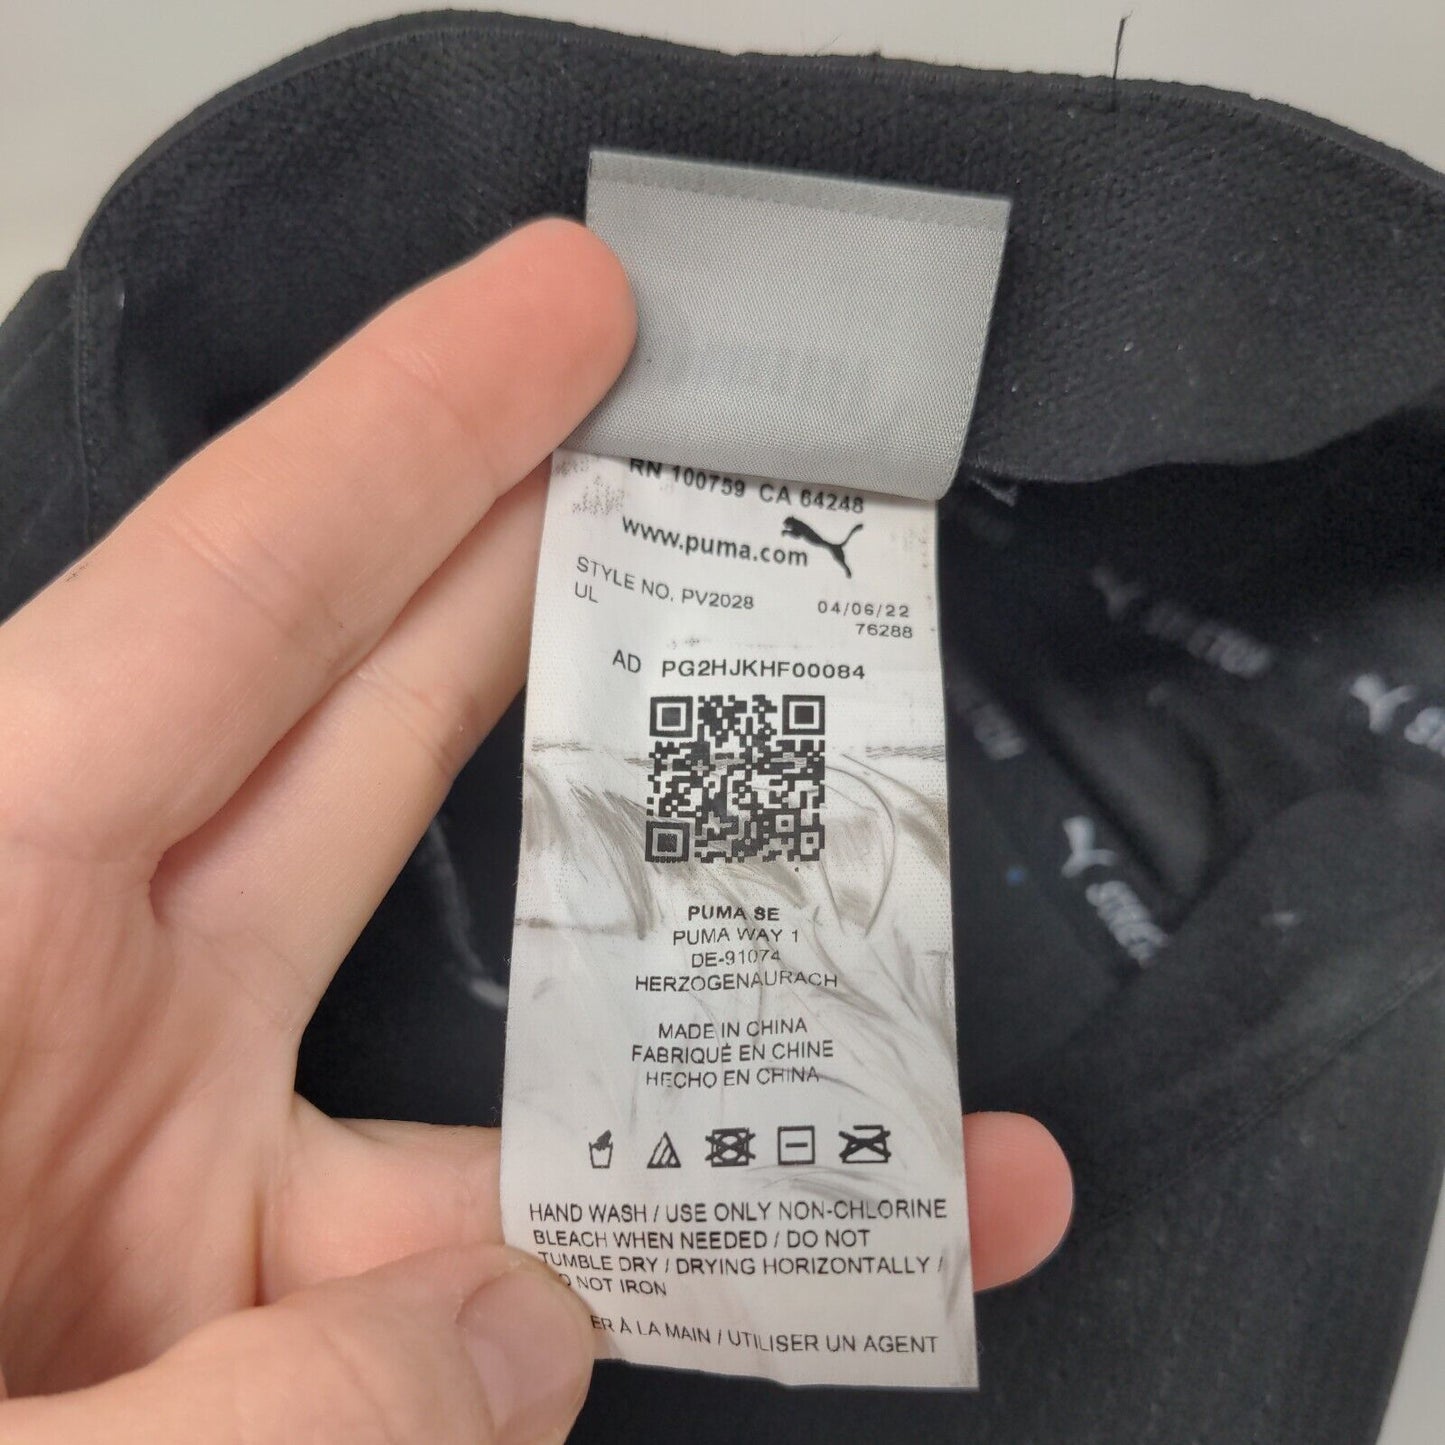 RN 100759 CA 64248
www.puma.com
STYLE NO. PV2028
UL
04/06/22
76288
AD PG2HJKHF00084
PUMA SE
PUMA WAY 1
DE-91074
HERZOGENAURACH
MADE IN CHINA
FABRIQUÉ EN CHINE
HECHO EN CHINA
HAND WASH / USE ONLY NON-CHLORINE
BLEACH WHEN NEEDED / DO NOT
TUMBLE DRY / DRYING HORIZONTALLY /
NOT IRON
À LA MAIN / UTILISER UN AGENT